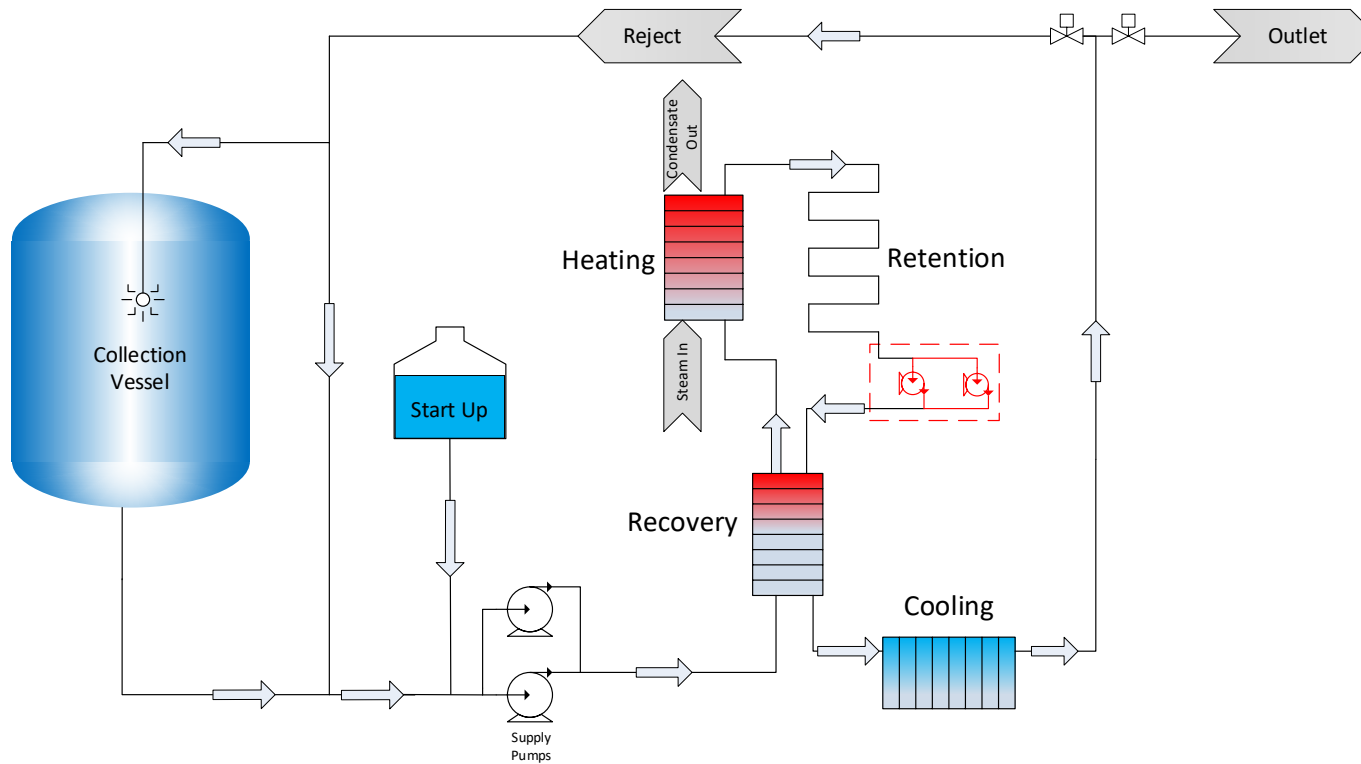 Reject
Outlet
Condensate
Out
Heating
Retention
Collection
Vessel
Steam In
Start Up
Recovery
Cooling
Supply
Pumps